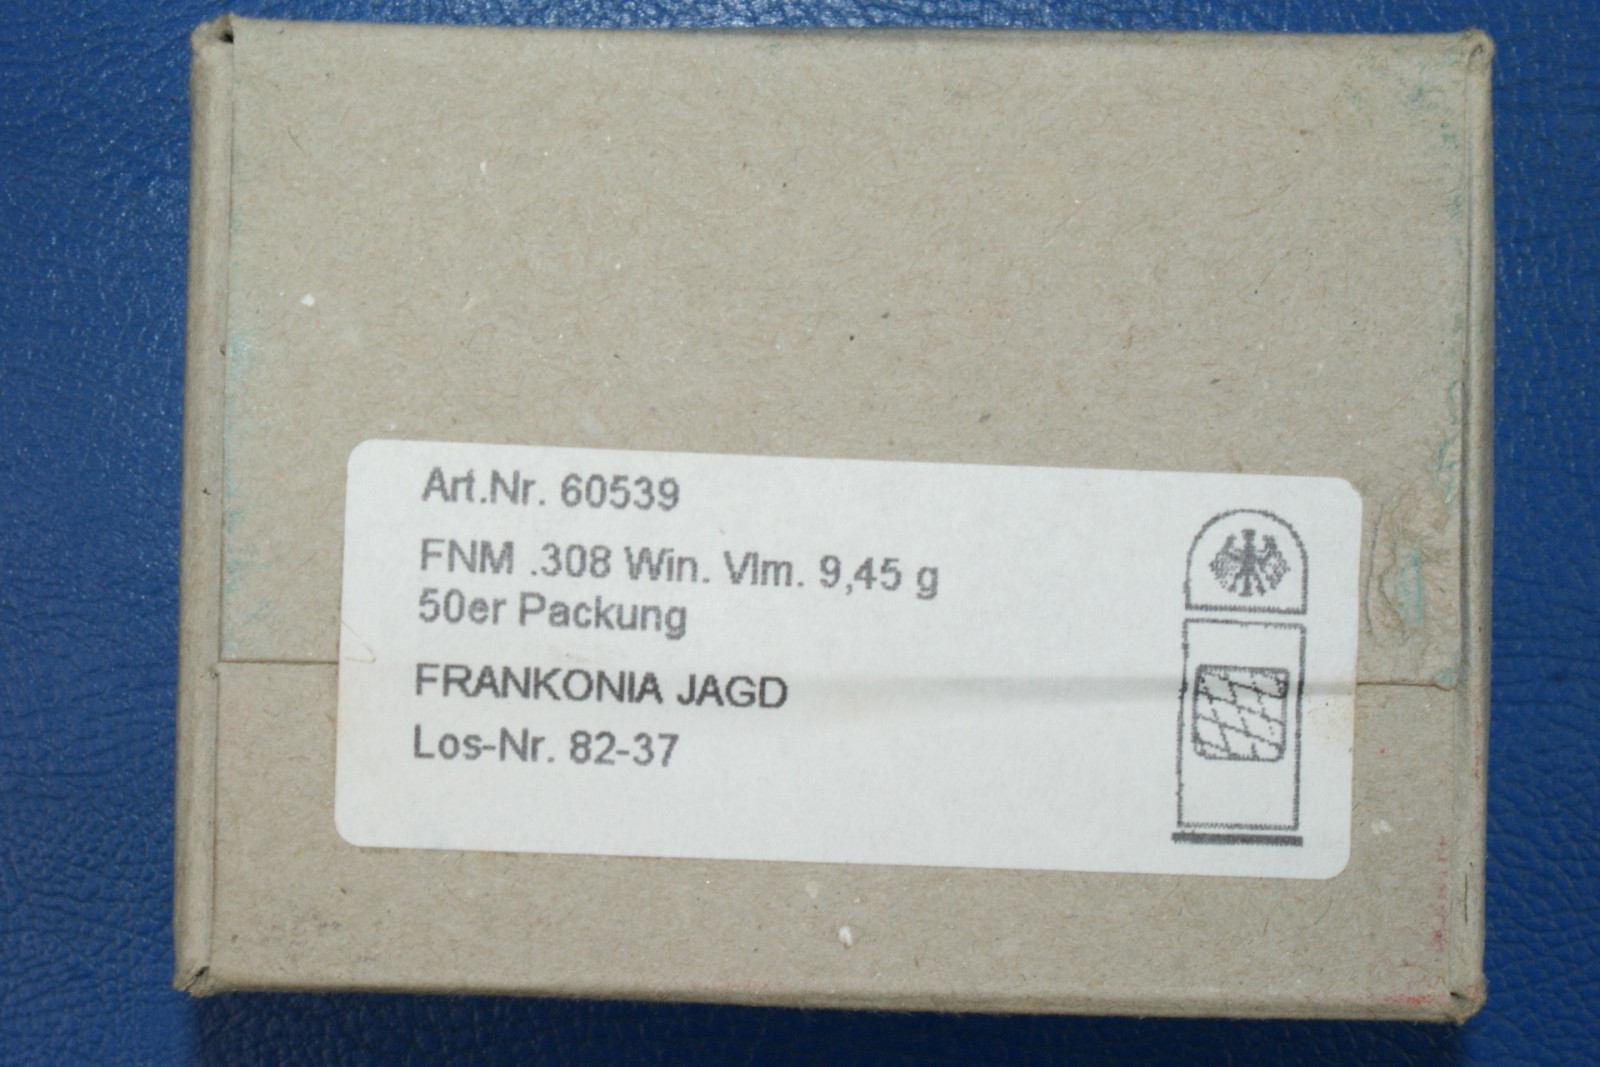 Art.Nr. 60539
FNM .308 Win. Vlm. 9,45 g
50er Packung
FRANKONIA JAGD
Los-Nr. 82-37